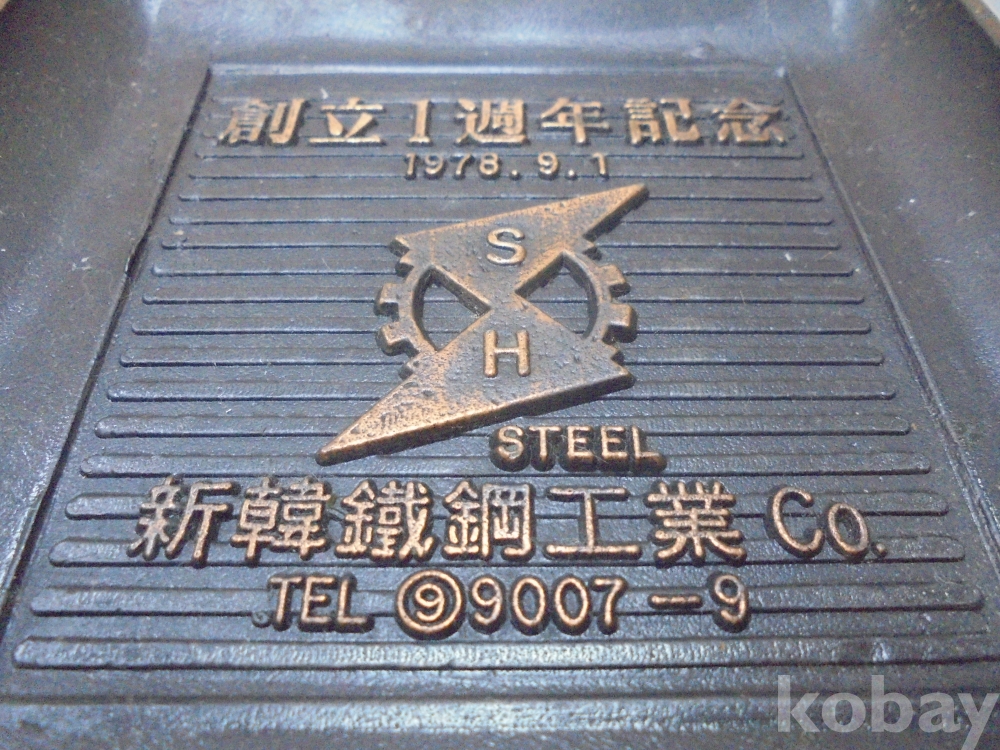 創立1週年記念
1978.9.1
S
H
STEEL
新韓鐵鋼工業 Co.
TEL ⑨9007-9
kobay